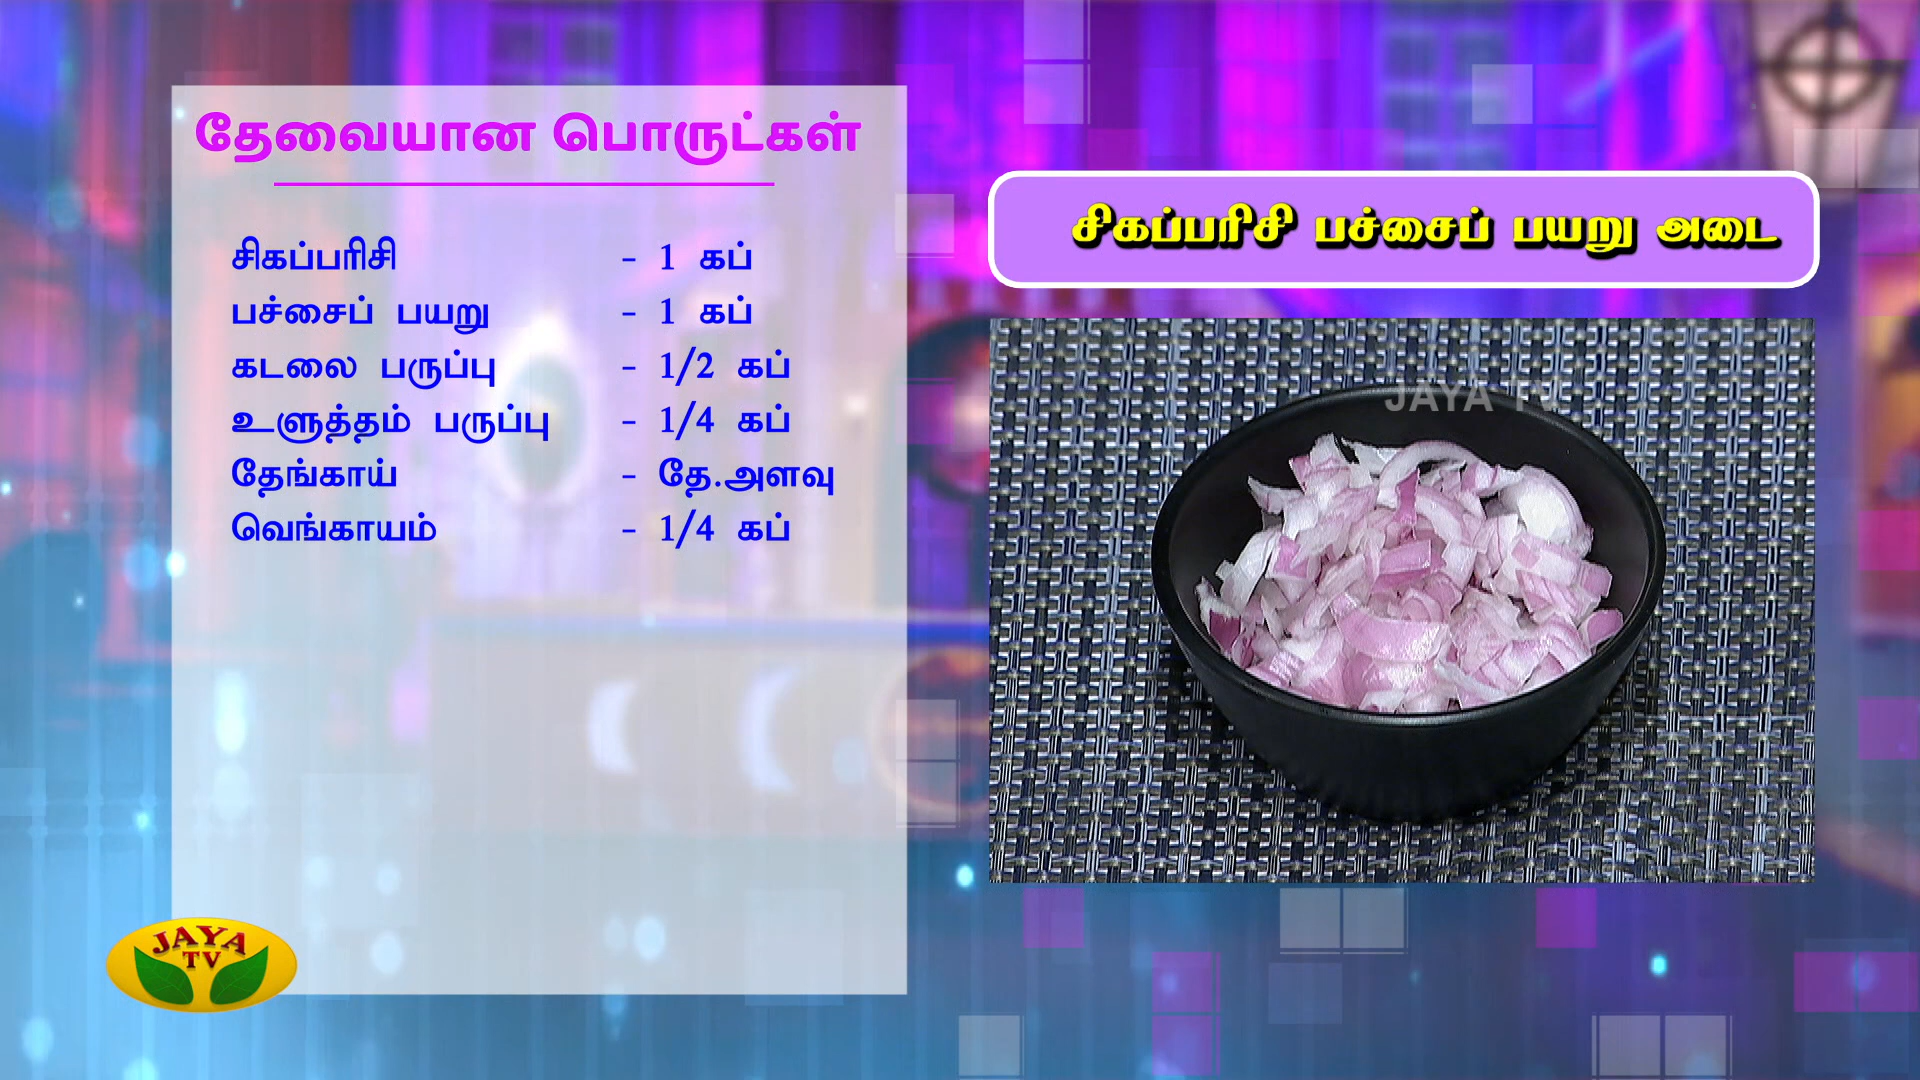 தேவையான பொருட்கள்
சிகப்பரிசி - 1 கப்
பச்சைப் பயறு - 1 கப்
கடலை பருப்பு - 1/2 கப்
உளுத்தம் பருப்பு - 1/4 கப்
தேங்காய் - தே.அளவு
வெங்காயம் - 1/4 கப்
சிகப்பரிசி பச்சைப் பயறு அடை
JAYA TV
JAYA
TV